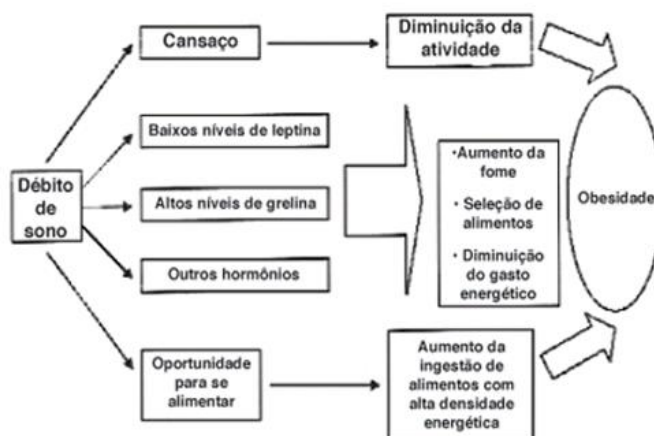 Cansaço
Diminuição da
atividade
Baixos níveis de leptina
Débito
de
sono
Altos níveis de grelina
Outros hormônios
•Aumento da
fome
• Seleção de
alimentos
• Diminuição
do gasto
energético
Obesidade
Oportunidade
para se
alimentar
Aumento da
ingestão de
alimentos com
alta densidade
energética